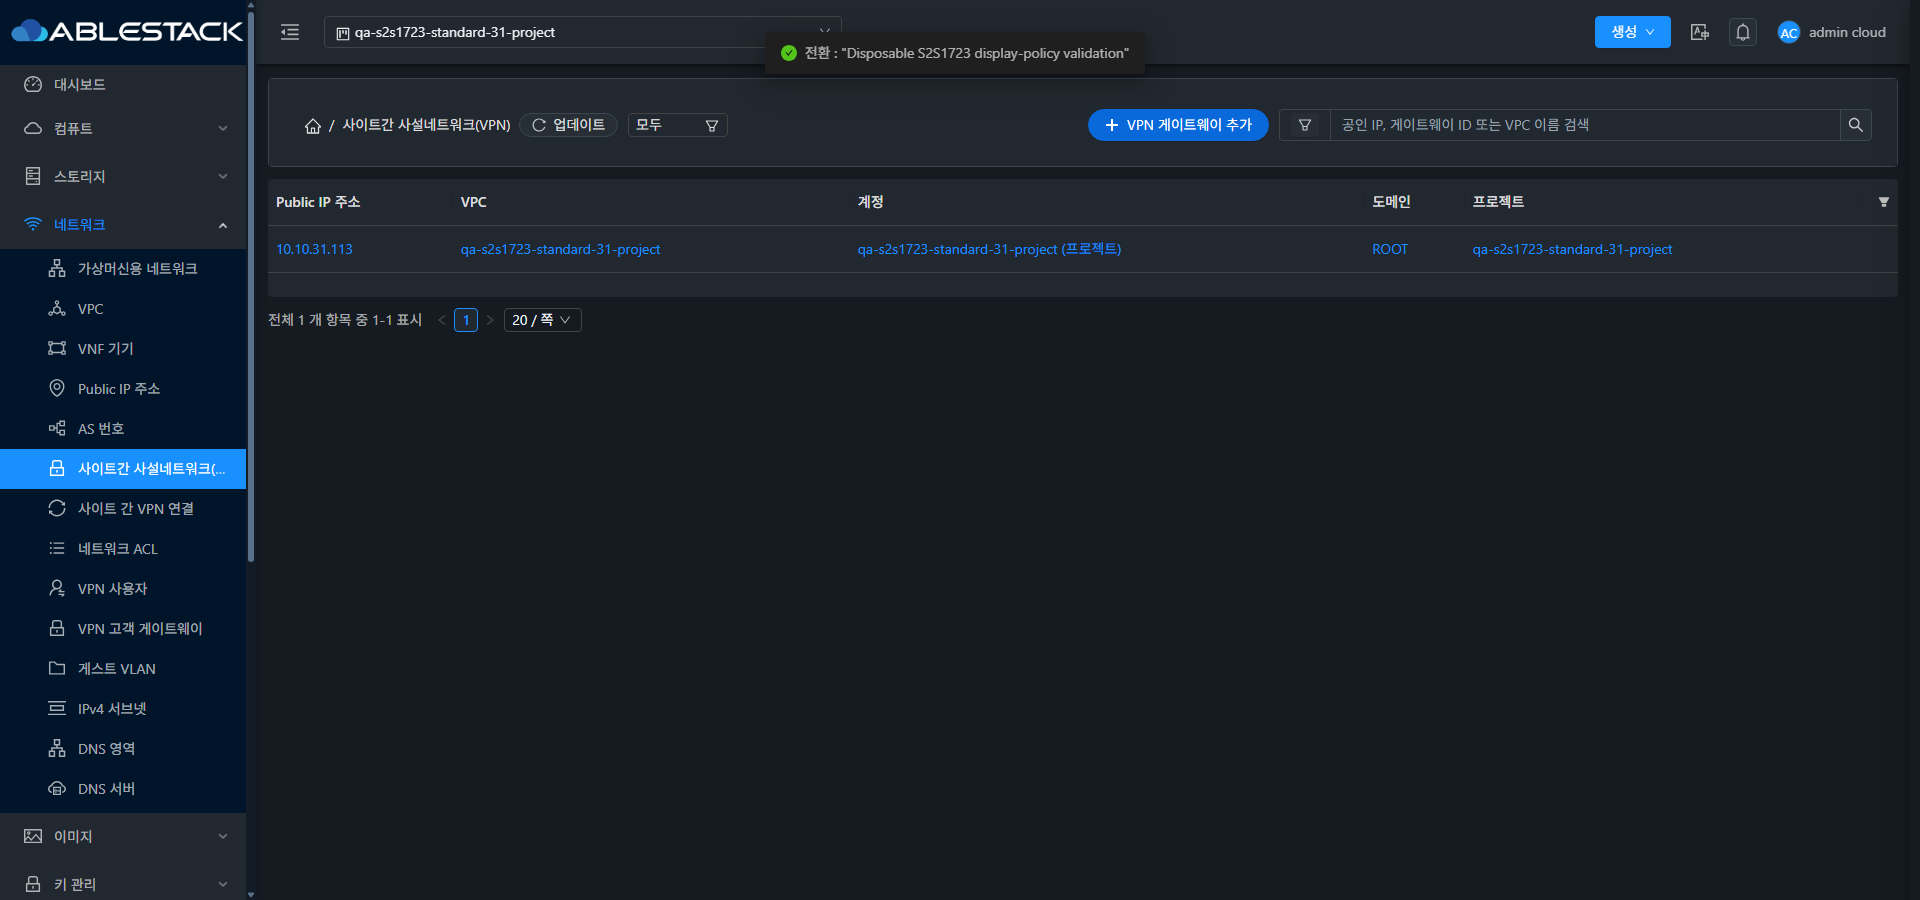 ABLESTACK
qa-s2s1723-standard-31-project
전환 : "Disposable S2S1723 display-policy validation"
생성
AC admin cloud
대시보드
컴퓨트
스토리지
네트워크
가상머신용 네트워크
VPC
VNF 기기
Public IP 주소
AS 번호
사이트간 사설네트워크(...
사이트 간 VPN 연결
네트워크 ACL
VPN 사용자
VPN 고객 게이트웨이
게스트 VLAN
IPv4 서브넷
DNS 영역
DNS 서버
이미지
키 관리
/ 사이트간 사설네트워크(VPN) 업데이트 모두
VPN 게이트웨이 추가
공인 IP, 게이트웨이 ID 또는 VPC 이름 검색
Public IP 주소 VPC 계정 도메인 프로젝트
10.10.31.113 qa-s2s1723-standard-31-project qa-s2s1723-standard-31-project (프로젝트) ROOT qa-s2s1723-standard-31-project
전체 1 개 항목 중 1-1 표시 < 1 > 20 / 쪽